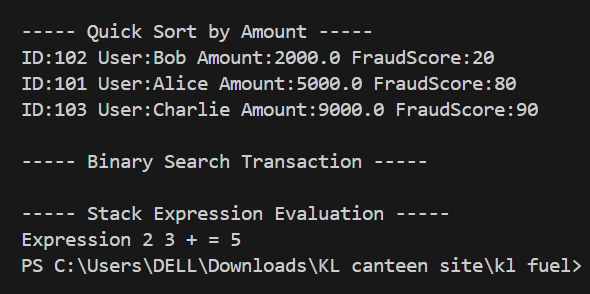 ----- Quick Sort by Amount -----
ID:102 User:Bob Amount:2000.0 FraudScore:20
ID:101 User:Alice Amount:5000.0 FraudScore:80
ID:103 User:Charlie Amount:9000.0 FraudScore:90
----- Binary Search Transaction -----
----- Stack Expression Evaluation -----
Expression 2 3 + = 5
PS C:\Users\DELL\Downloads\KL canteen site\kl fuel>